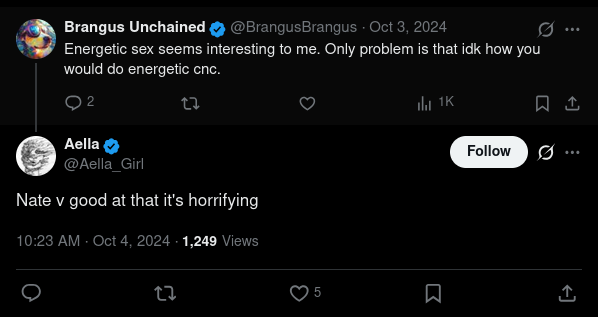 Brangus Unchained @BrangusBrangus · Oct 3, 2024
Energetic sex seems interesting to me. Only problem is that idk how you
would do energetic cnc.
2 1K
Aella
@Aella_Girl
Follow
Nate v good at that it's horrifying
10:23 AM · Oct 4, 2024 · 1,249 Views
5